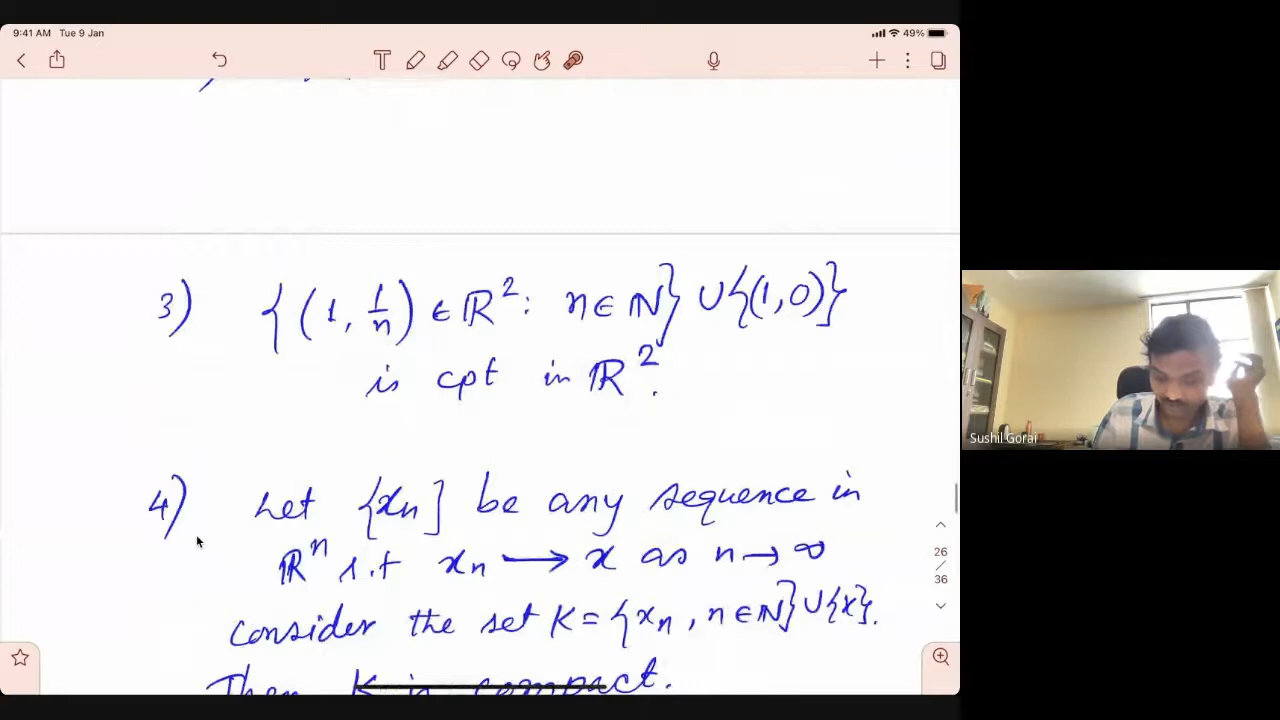 9:41 AM Tue 9 Jan
49%
3) {(1, 1/n) ∈ ℝ²: n ∈ ℕ} ∪ {(1, 0)}
is cpt in ℝ².
4) Let {xₙ} be any sequence in
ℝⁿ s.t xₙ ⟶ x as n → ∞
consider the set K = {xₙ, n ∈ ℕ} ∪ {x}.
Then K is compact.
26
/
36
Sushil Gorai